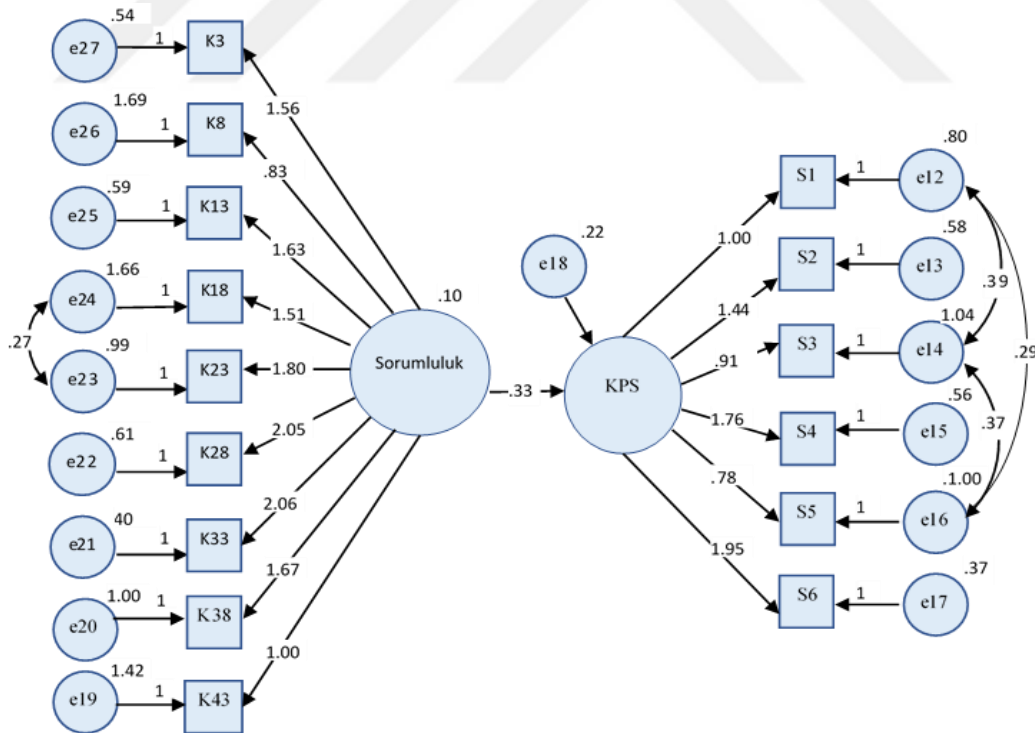 .54
e27
1
K3
1.69
e26
1
K8
.59
e25
1
K13
1.66
e24
1
K18
.27
.99
e23
1
K23
.61
e22
1
K28
40
e21
1
K33
1.00
e20
1
K38
1.42
e19
1
K43
1.56
.83
1.63
1.51
1.80
2.05
2.06
1.67
1.00
.10
Sorumluluk
.33
.22
e18
KPS
1.00
1.44
.91
1.76
.78
1.95
S1
1
e12
.80
S2
1
e13
.58
S3
1
e14
1.04
S4
1
e15
.56
S5
1
e16
.1.00
S6
1
e17
.37
.39
.29
.37